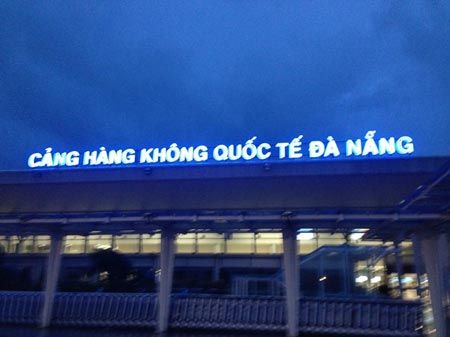 CẢNG HÀNG KHÔNG QUỐC TẾ ĐÀ NẴNG